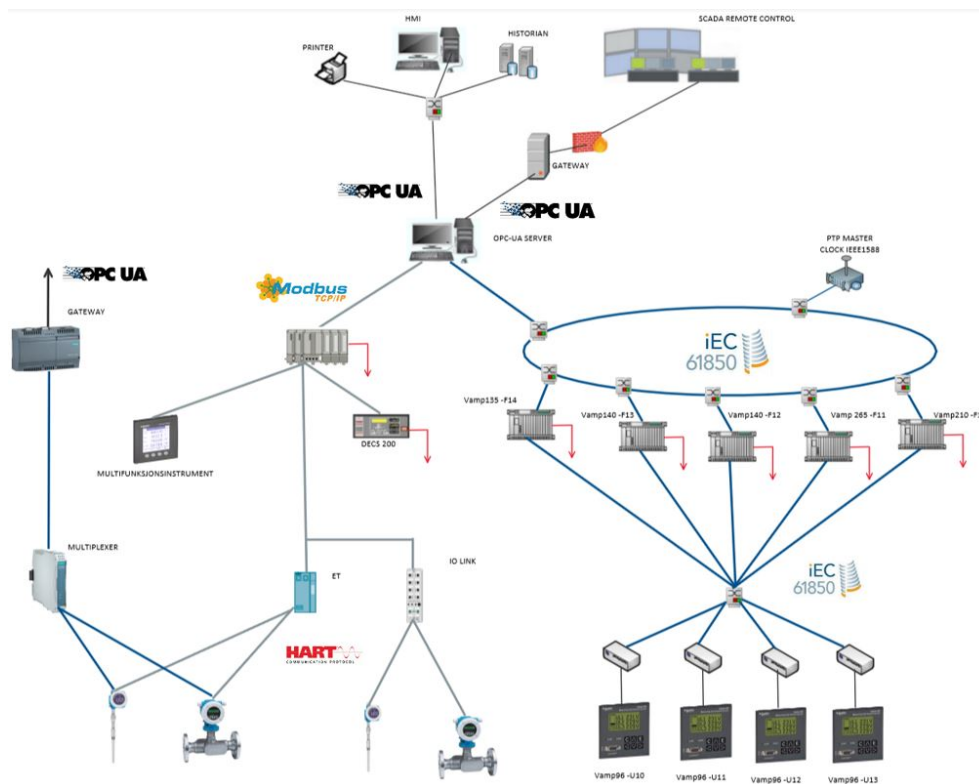 HMI
SCADA REMOTE CONTROL
HISTORIAN
PRINTER
GATEWAY
OPC UA
OPC UA
OPC-UA SERVER
PTP MASTER
CLOCK IEEE1588
OPC UA
GATEWAY
Modbus
TCP/IP
iEC
61850
Vamp135 -F14
Vamp140 -F13
Vamp140 -F12
Vamp 265 -F11
Vamp210 -F1
DECS 200
MULTIFUNKSJONSINSTRUMENT
MULTIPLEXER
ET
IO LINK
iEC
61850
HART
COMMUNICATION PROTOCOL
Vamp96 -U10
Vamp96 -U11
Vamp96 -U12
Vamp96 -U13